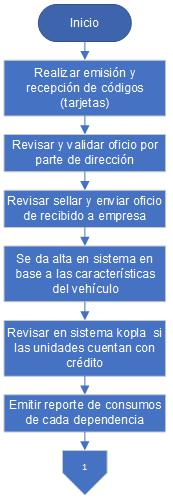 Inicio
Realizar emisión y
recepción de códigos
(tarjetas)
Revisar y validar oficio por
parte de dirección
Revisar sellar y enviar oficio
de recibido a empresa
Se da alta en sistema en
base a las características
del vehículo
Revisar en sistema kopla si
las unidades cuentan con
crédito
Emitir reporte de consumos
de cada dependencia
1